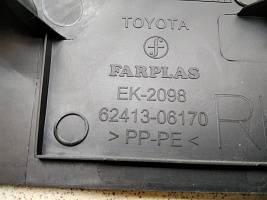 TOYOTA
FARPLAS
EK-2098
62413-06170
> PP-PE <